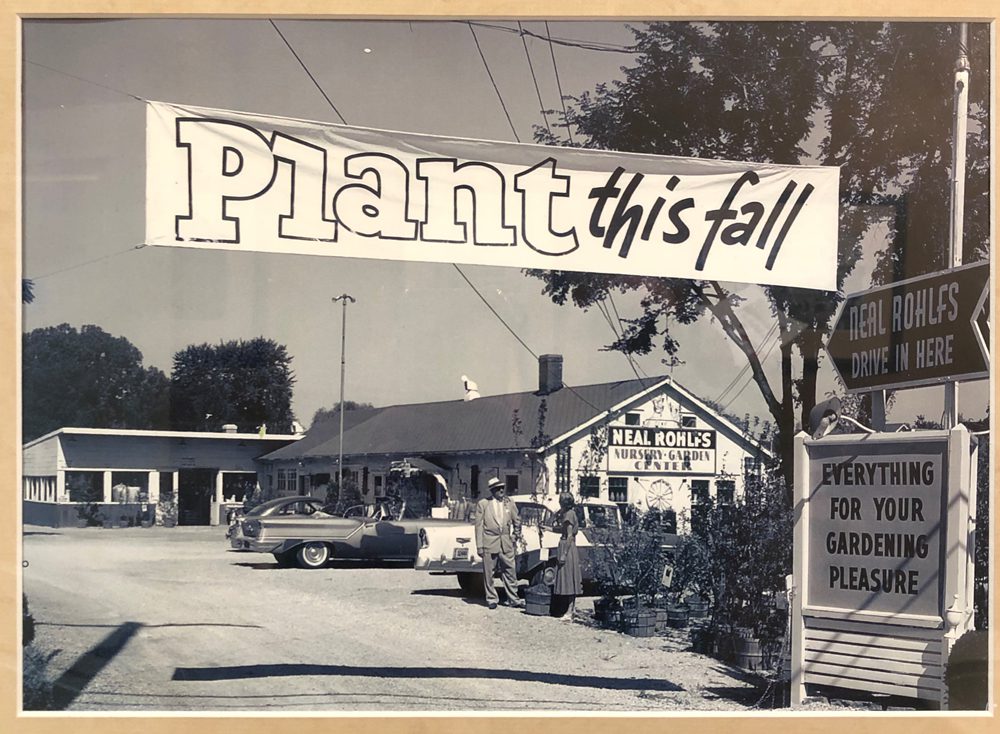 Plant this fall
NEAL ROHLFS
DRIVE IN HERE
NEAL ROHLFS
NURSERY-GARDEN
CENTER
EVERYTHING
FOR YOUR
GARDENING
PLEASURE